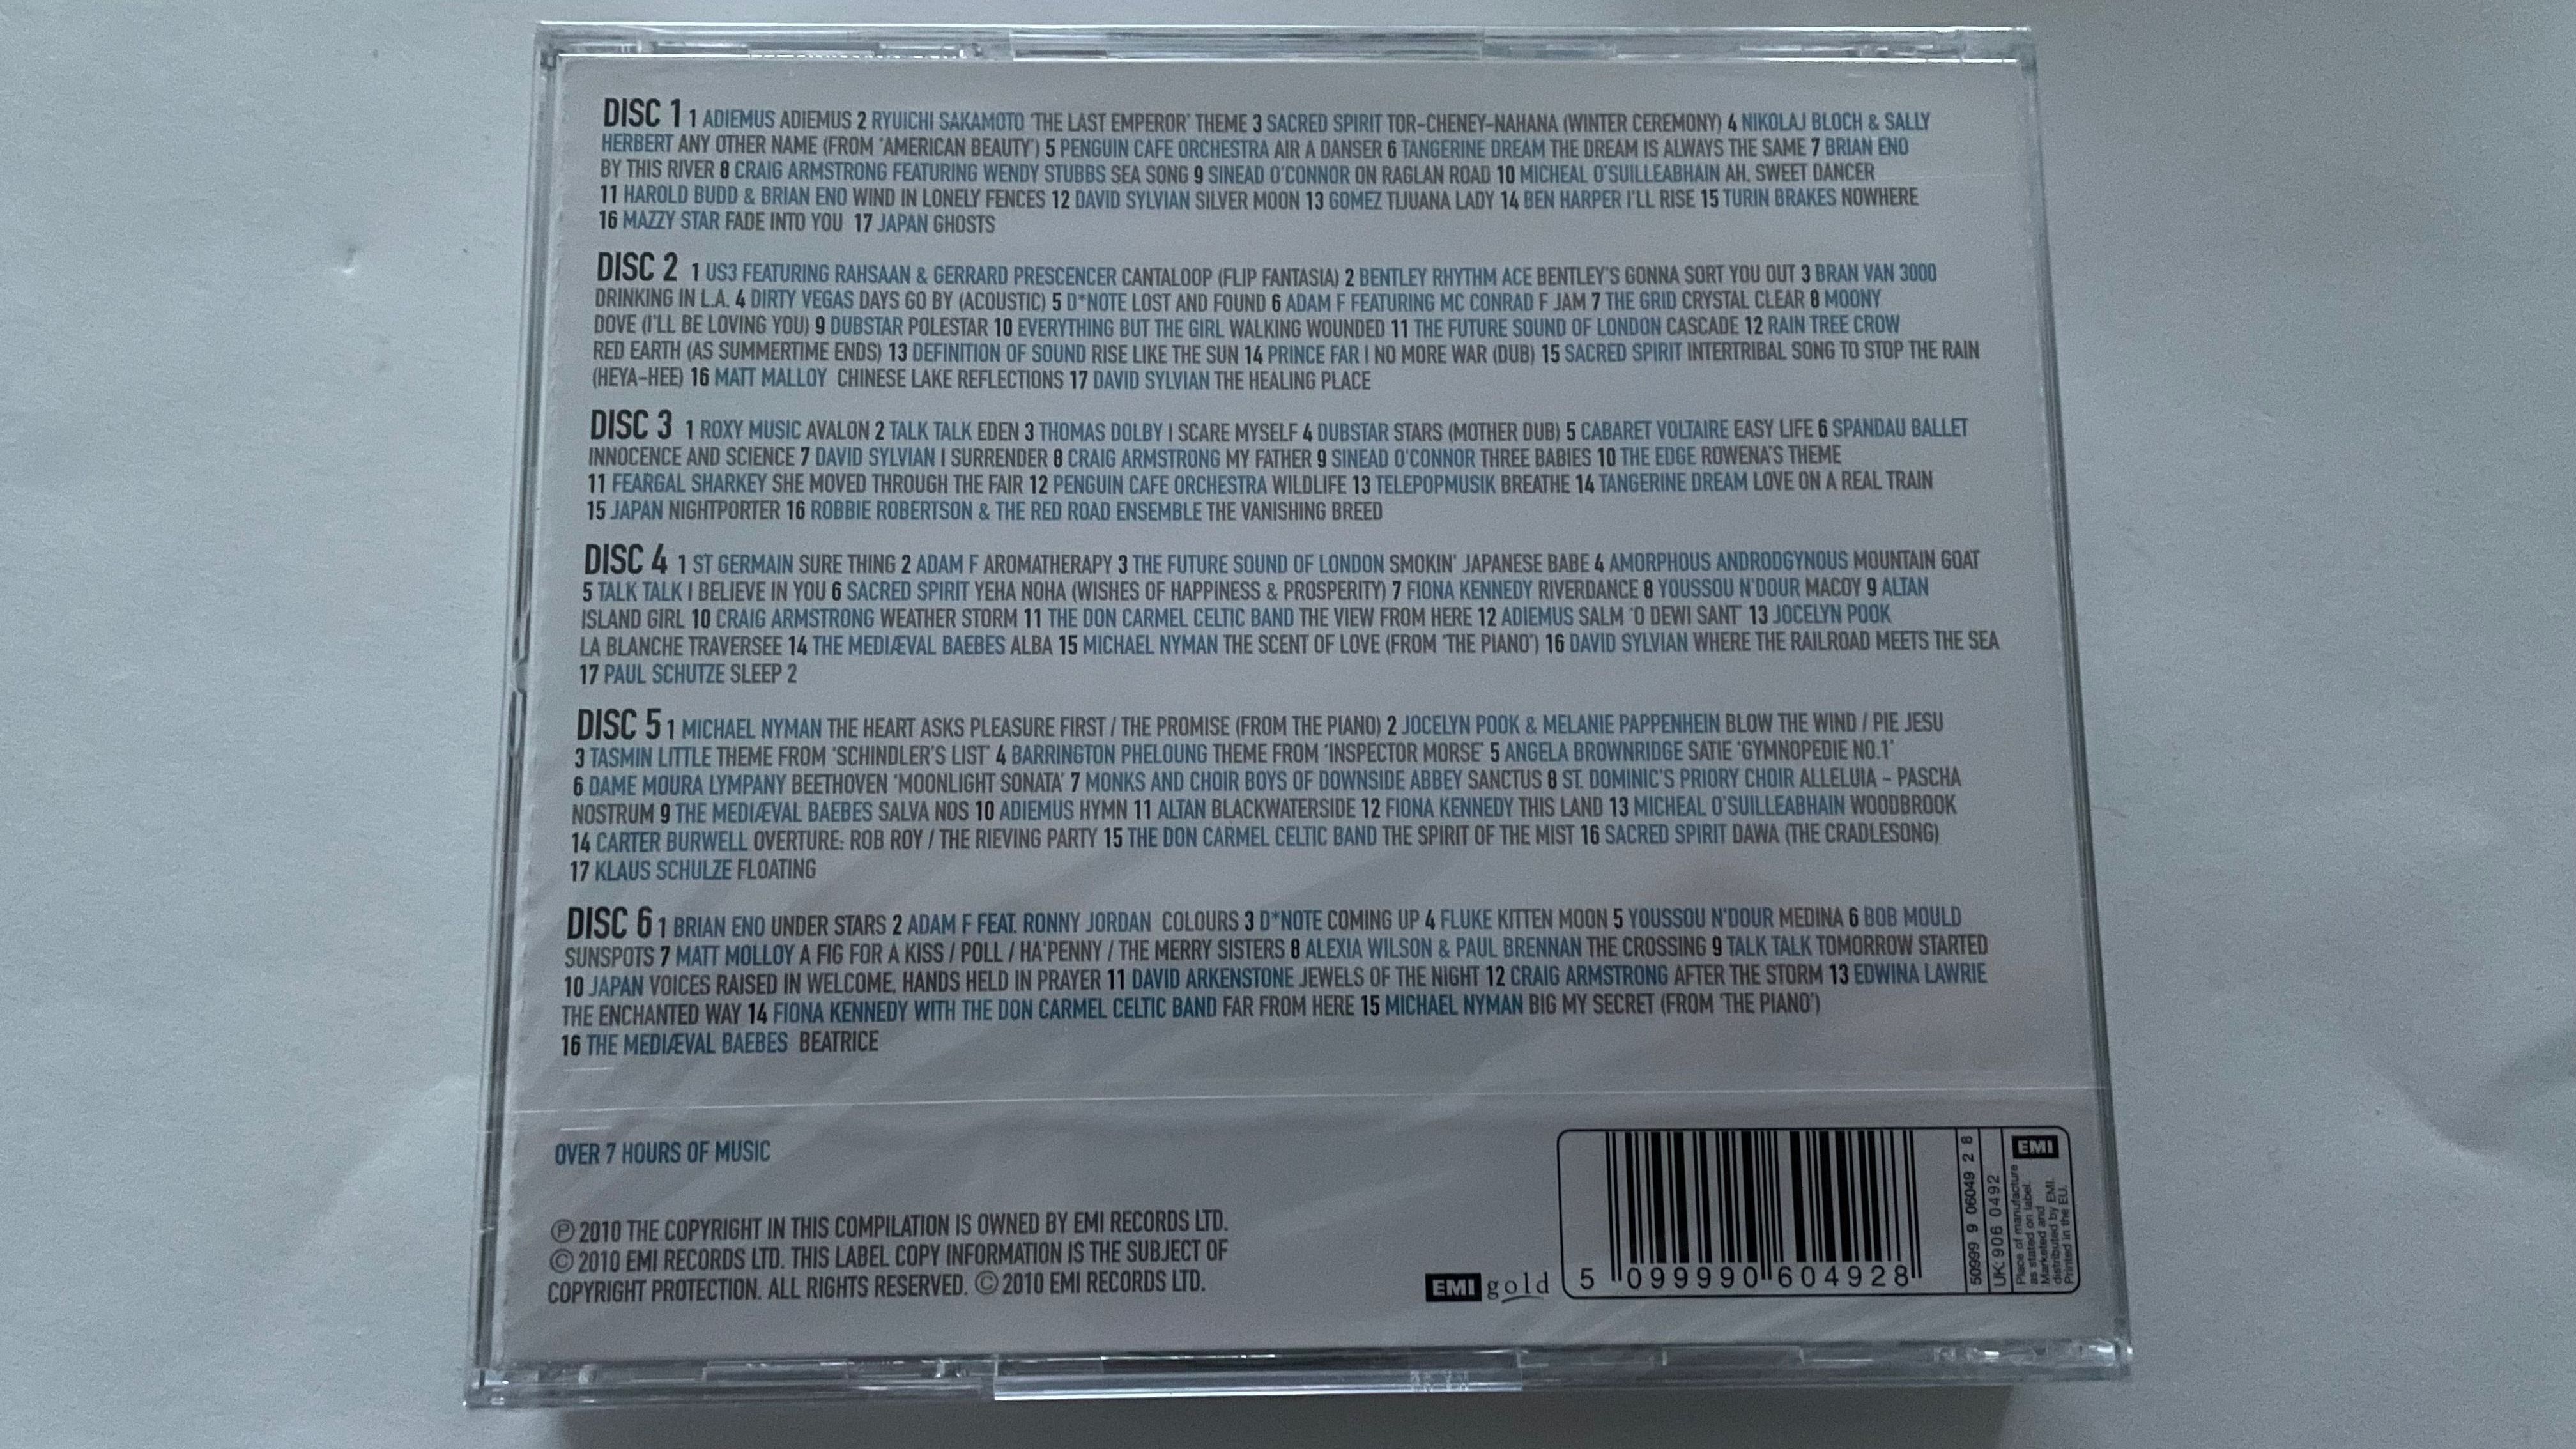 DISC 1 1 ADIEMUS ADIEMUS 2 RYUICHI SAKAMOTO 'THE LAST EMPEROR' THEME 3 SACRED SPIRIT TOR-CHENEY-NAHANA (WINTER CEREMONY) 4 NIKOLAJ BLOCH & SALLY
HERBERT ANY OTHER NAME (FROM 'AMERICAN BEAUTY') 5 PENGUIN CAFE ORCHESTRA AIR A DANSER 6 TANGERINE DREAM THE DREAM IS ALWAYS THE SAME 7 BRIAN ENO
BY THIS RIVER 8 CRAIG ARMSTRONG FEATURING WENDY STUBBS SEA SONG 9 SINEAD O'CONNOR ON RAGLAN ROAD 10 MICHEAL O'SUILLEABHAIN AH, SWEET DANCER
11 HAROLD BUDD & BRIAN ENO WIND IN LONELY FENCES 12 DAVID SYLVIAN SILVER MOON 13 GOMEZ TIJUANA LADY 14 BEN HARPER I'LL RISE 15 TURIN BRAKES NOWHERE
16 MAZZY STAR FADE INTO YOU 17 JAPAN GHOSTS
DISC 2 1 US3 FEATURING RAHSAAN & GERRARD PRESCENCER CANTALOOP (FLIP FANTASIA) 2 BENTLEY RHYTHM ACE BENTLEY'S GONNA SORT YOU OUT 3 BRAN VAN 3000
DRINKING IN L.A. 4 DIRTY VEGAS DAYS GO BY (ACOUSTIC) 5 D*NOTE LOST AND FOUND 6 ADAM F FEATURING MC CONRAD F JAM 7 THE GRID CRYSTAL CLEAR 8 MOONY
DOVE (I'LL BE LOVING YOU) 9 DUBSTAR POLESTAR 10 EVERYTHING BUT THE GIRL WALKING WOUNDED 11 THE FUTURE SOUND OF LONDON CASCADE 12 RAIN TREE CROW
RED EARTH (AS SUMMERTIME ENDS) 13 DEFINITION OF SOUND RISE LIKE THE SUN 14 PRINCE FAR I NO MORE WAR (DUB) 15 SACRED SPIRIT INTERTRIBAL SONG TO STOP THE RAIN
(HEYA-HEE) 16 MATT MALLOY CHINESE LAKE REFLECTIONS 17 DAVID SYLVIAN THE HEALING PLACE
DISC 3 1 ROXY MUSIC AVALON 2 TALK TALK EDEN 3 THOMAS DOLBY I SCARE MYSELF 4 DUBSTAR STARS (MOTHER DUB) 5 CABARET VOLTAIRE EASY LIFE 6 SPANDAU BALLET
INNOCENCE AND SCIENCE 7 DAVID SYLVIAN I SURRENDER 8 CRAIG ARMSTRONG MY FATHER 9 SINEAD O'CONNOR THREE BABIES 10 THE EDGE ROWENA'S THEME
11 FEARGAL SHARKEY SHE MOVED THROUGH THE FAIR 12 PENGUIN CAFE ORCHESTRA WILDLIFE 13 TELEPOPMUSIK BREATHE 14 TANGERINE DREAM LOVE ON A REAL TRAIN
15 JAPAN NIGHTPORTER 16 ROBBIE ROBERTSON & THE RED ROAD ENSEMBLE THE VANISHING BREED
DISC 4 1 ST GERMAIN SURE THING 2 ADAM F AROMATHERAPY 3 THE FUTURE SOUND OF LONDON SMOKIN' JAPANESE BABE 4 AMORPHOUS ANDRODGYNOUS MOUNTAIN GOAT
5 TALK TALK I BELIEVE IN YOU 6 SACRED SPIRIT YEHA NOHA (WISHES OF HAPPINESS & PROSPERITY) 7 FIONA KENNEDY RIVERDANCE 8 YOUSSOU N'DOUR MACOY 9 ALTAN
ISLAND GIRL 10 CRAIG ARMSTRONG WEATHER STORM 11 THE DON CARMEL CELTIC BAND THE VIEW FROM HERE 12 ADIEMUS SALM 'O DEWI SANT' 13 JOCELYN POOK
LA BLANCHE TRAVERSEE 14 THE MEDIÆVAL BAEBES ALBA 15 MICHAEL NYMAN THE SCENT OF LOVE (FROM 'THE PIANO') 16 DAVID SYLVIAN WHERE THE RAILROAD MEETS THE SEA
17 PAUL SCHUTZE SLEEP 2
DISC 5 1 MICHAEL NYMAN THE HEART ASKS PLEASURE FIRST / THE PROMISE (FROM THE PIANO) 2 JOCELYN POOK & MELANIE PAPPENHEIN BLOW THE WIND / PIE JESU
3 TASMIN LITTLE THEME FROM 'SCHINDLER'S LIST' 4 BARRINGTON PHELOUNG THEME FROM 'INSPECTOR MORSE' 5 ANGELA BROWNRIDGE SATIE 'GYMNOPEDIE NO.1'
6 DAME MOURA LYMPANY BEETHOVEN 'MOONLIGHT SONATA' 7 MONKS AND CHOIR BOYS OF DOWNSIDE ABBEY SANCTUS 8 ST. DOMINIC'S PRIORY CHOIR ALLELUIA - PASCHA
NOSTRUM 9 THE MEDIÆVAL BAEBES SALVA NOS 10 ADIEMUS HYMN 11 ALTAN BLACKWATERSIDE 12 FIONA KENNEDY THIS LAND 13 MICHEAL O'SUILLEABHAIN WOODBROOK
14 CARTER BURWELL OVERTURE: ROB ROY / THE RIEVING PARTY 15 THE DON CARMEL CELTIC BAND THE SPIRIT OF THE MIST 16 SACRED SPIRIT DAWA (THE CRADLESONG)
17 KLAUS SCHULZE FLOATING
DISC 6 1 BRIAN ENO UNDER STARS 2 ADAM F FEAT. RONNY JORDAN COLOURS 3 D*NOTE COMING UP 4 FLUKE KITTEN MOON 5 YOUSSOU N'DOUR MEDINA 6 BOB MOULD
SUNSPOTS 7 MATT MOLLOY A FIG FOR A KISS / POLL / HA'PENNY / THE MERRY SISTERS 8 ALEXIA WILSON & PAUL BRENNAN THE CROSSING 9 TALK TALK TOMORROW STARTED
10 JAPAN VOICES RAISED IN WELCOME, HANDS HELD IN PRAYER 11 DAVID ARKENSTONE JEWELS OF THE NIGHT 12 CRAIG ARMSTRONG AFTER THE STORM 13 EDWINA LAWRIE
THE ENCHANTED WAY 14 FIONA KENNEDY WITH THE DON CARMEL CELTIC BAND FAR FROM HERE 15 MICHAEL NYMAN BIG MY SECRET (FROM 'THE PIANO')
16 THE MEDIÆVAL BAEBES BEATRICE
OVER 7 HOURS OF MUSIC
℗ 2010 THE COPYRIGHT IN THIS COMPILATION IS OWNED BY EMI RECORDS LTD.
© 2010 EMI RECORDS LTD. THIS LABEL COPY INFORMATION IS THE SUBJECT OF
COPYRIGHT PROTECTION. ALL RIGHTS RESERVED. © 2010 EMI RECORDS LTD.
EMI gold
5 099990 604928
50999 9 06049 2 8
UK: 906 0492
EMI
Place of manufacture
as stated on label.
Marketed and
distributed by EMI.
Printed in the EU.